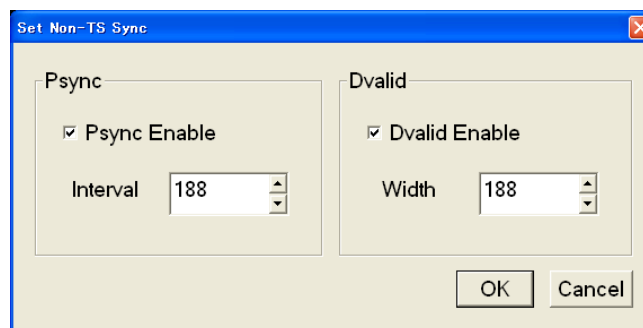 Set Non-TS Sync
Psync
Psync Enable
Interval 188
Dvalid
Dvalid Enable
Width 188
OK Cancel